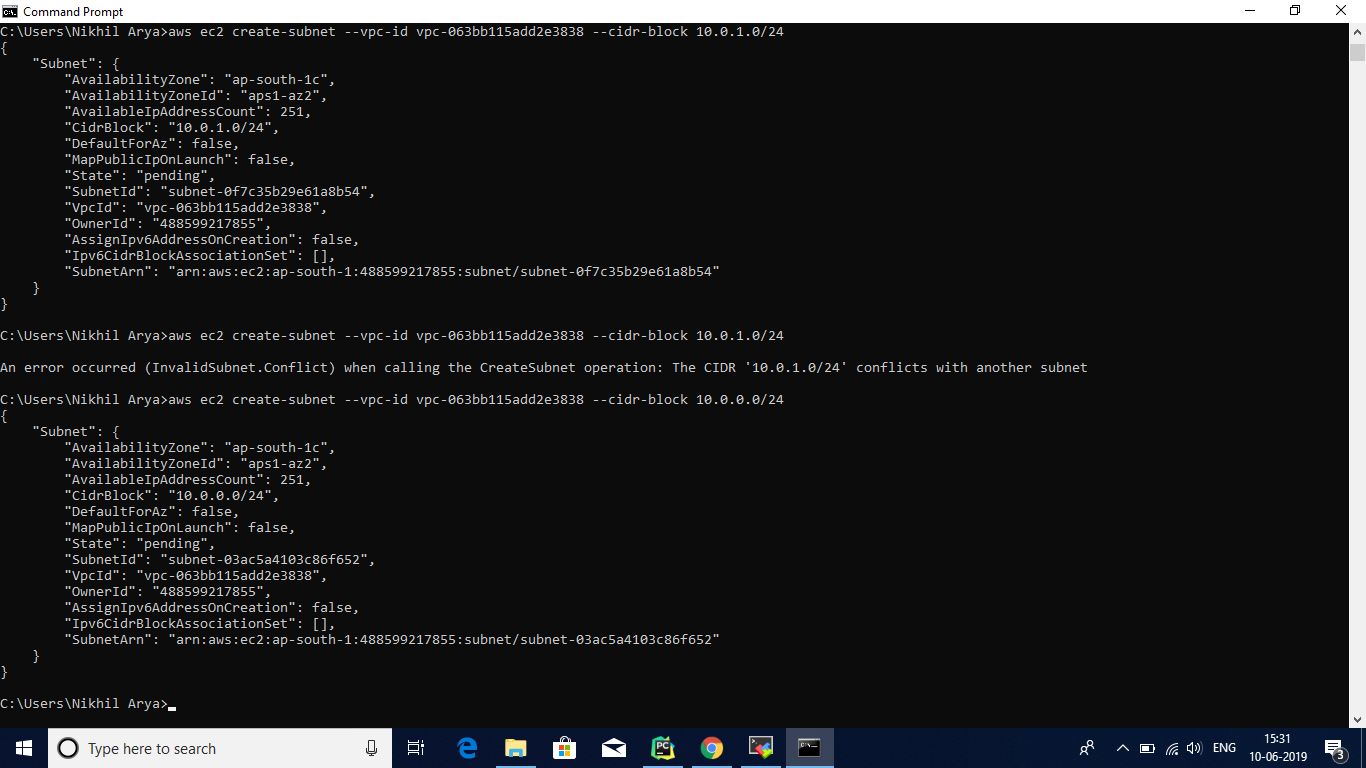 Command Prompt
C:\Users\Nikhil Arya>aws ec2 create-subnet --vpc-id vpc-063bb115add2e3838 --cidr-block 10.0.1.0/24
{
    "Subnet": {
        "AvailabilityZone": "ap-south-1c",
        "AvailabilityZoneId": "aps1-az2",
        "AvailableIpAddressCount": 251,
        "CidrBlock": "10.0.1.0/24",
        "DefaultForAz": false,
        "MapPublicIpOnLaunch": false,
        "State": "pending",
        "SubnetId": "subnet-0f7c35b29e61a8b54",
        "VpcId": "vpc-063bb115add2e3838",
        "OwnerId": "488599217855",
        "AssignIpv6AddressOnCreation": false,
        "Ipv6CidrBlockAssociationSet": [],
        "SubnetArn": "arn:aws:ec2:ap-south-1:488599217855:subnet/subnet-0f7c35b29e61a8b54"
    }
}
C:\Users\Nikhil Arya>aws ec2 create-subnet --vpc-id vpc-063bb115add2e3838 --cidr-block 10.0.1.0/24
An error occurred (InvalidSubnet.Conflict) when calling the CreateSubnet operation: The CIDR '10.0.1.0/24' conflicts with another subnet
C:\Users\Nikhil Arya>aws ec2 create-subnet --vpc-id vpc-063bb115add2e3838 --cidr-block 10.0.0.0/24
{
    "Subnet": {
        "AvailabilityZone": "ap-south-1c",
        "AvailabilityZoneId": "aps1-az2",
        "AvailableIpAddressCount": 251,
        "CidrBlock": "10.0.0.0/24",
        "DefaultForAz": false,
        "MapPublicIpOnLaunch": false,
        "State": "pending",
        "SubnetId": "subnet-03ac5a4103c86f652",
        "VpcId": "vpc-063bb115add2e3838",
        "OwnerId": "488599217855",
        "AssignIpv6AddressOnCreation": false,
        "Ipv6CidrBlockAssociationSet": [],
        "SubnetArn": "arn:aws:ec2:ap-south-1:488599217855:subnet/subnet-03ac5a4103c86f652"
    }
}
C:\Users\Nikhil Arya>
Type here to search
PC
ENG
15:31
10-06-2019
3